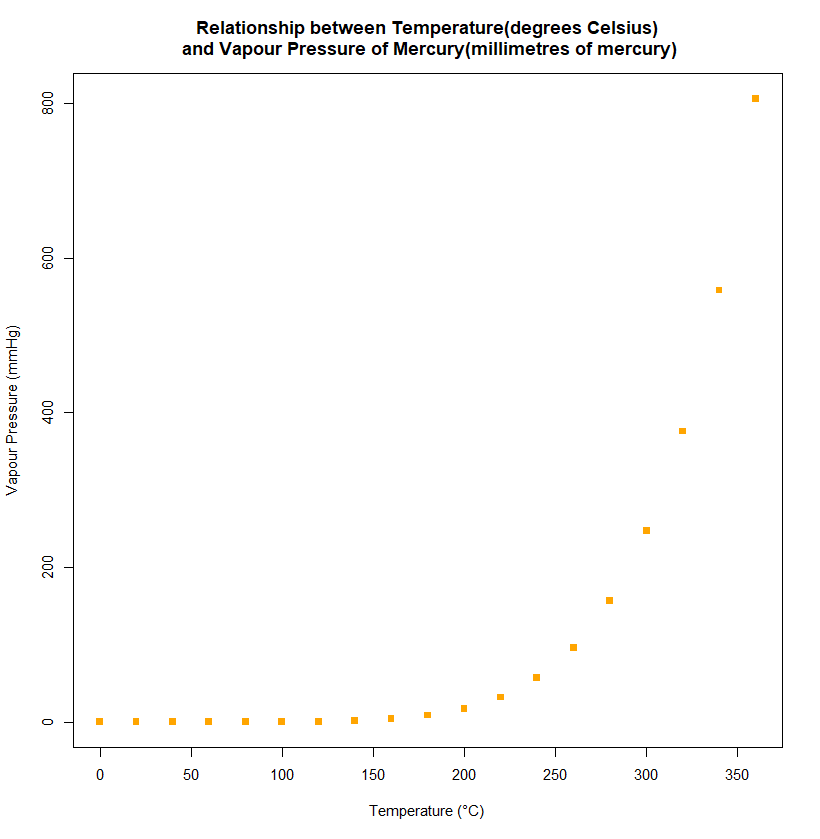 Relationship between Temperature(degrees Celsius)
and Vapour Pressure of Mercury(millimetres of mercury)
Vapour Pressure (mmHg)
800
600
400
200
0
0 50 100 150 200 250 300 350
Temperature (°C)